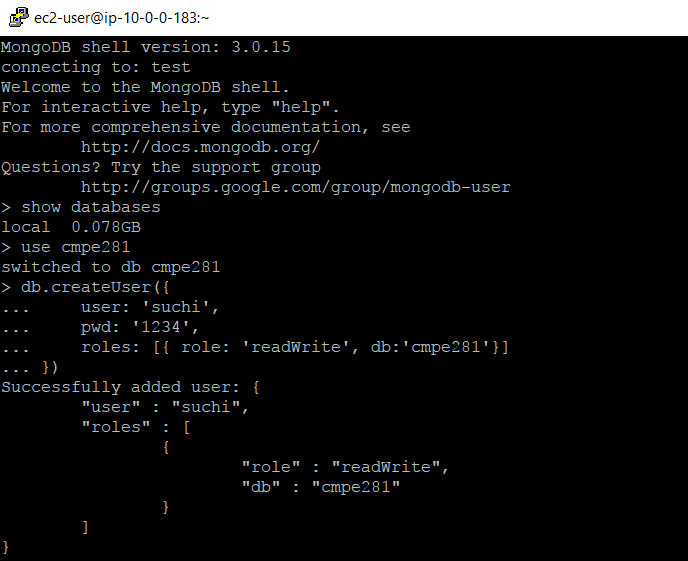 ec2-user@ip-10-0-0-183:~
MongoDB shell version: 3.0.15
connecting to: test
Welcome to the MongoDB shell.
For interactive help, type "help".
For more comprehensive documentation, see
        http://docs.mongodb.org/
Questions? Try the support group
        http://groups.google.com/group/mongodb-user
> show databases
local  0.078GB
> use cmpe281
switched to db cmpe281
> db.createUser({
...     user: 'suchi',
...     pwd: '1234',
...     roles: [{ role: 'readWrite', db:'cmpe281'}]
... })
Successfully added user: {
        "user" : "suchi",
        "roles" : [
                {
                        "role" : "readWrite",
                        "db" : "cmpe281"
                }
        ]
}